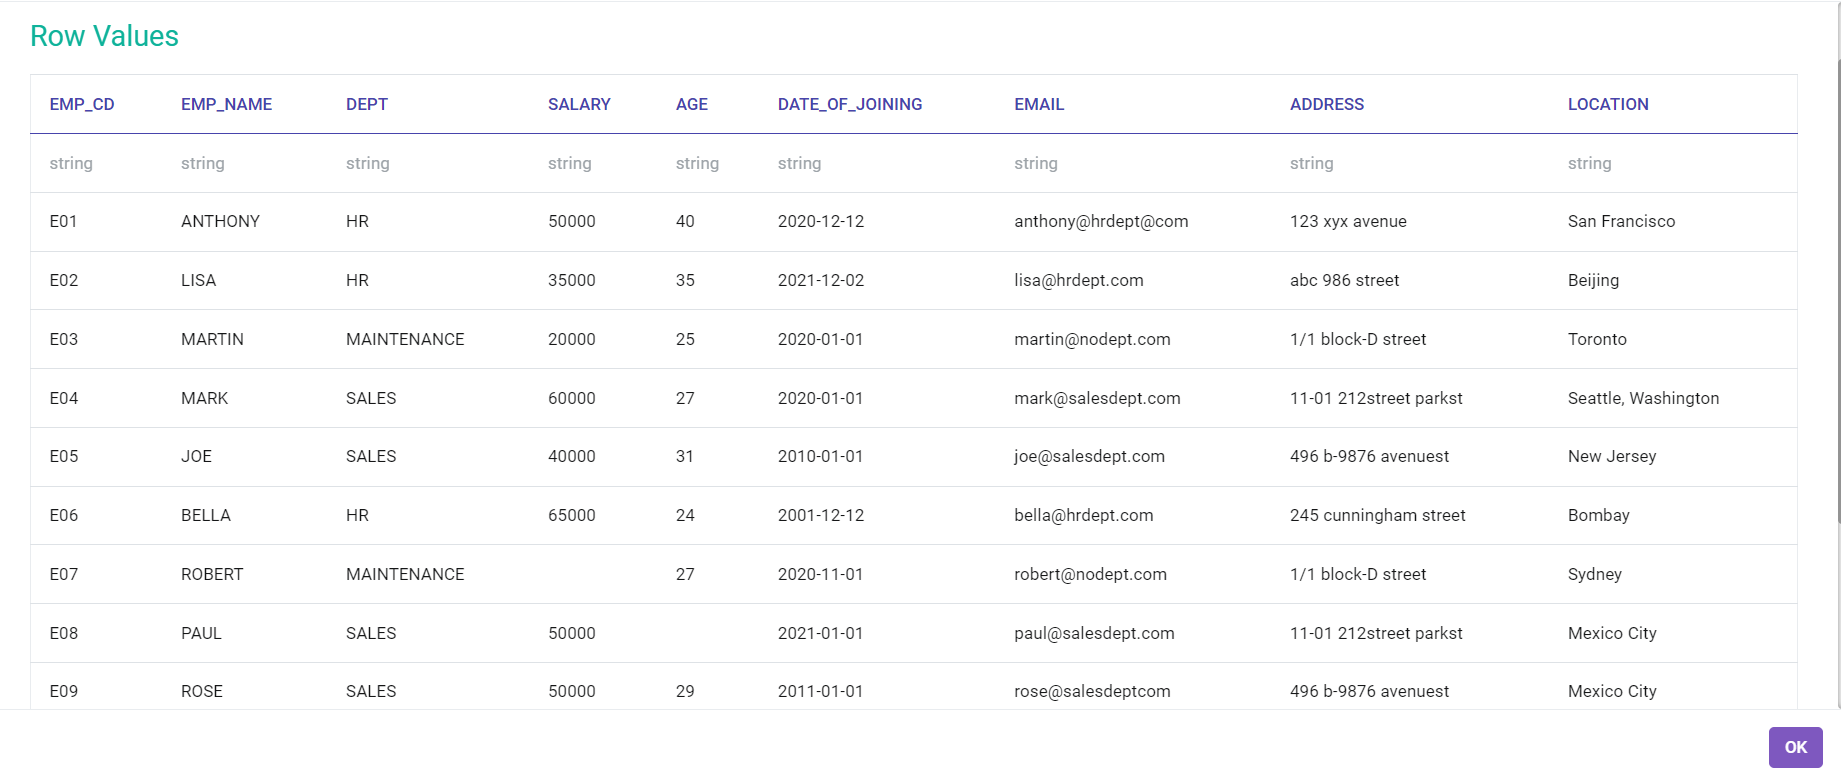 Row Values
EMP_CD EMP_NAME DEPT SALARY AGE DATE_OF_JOINING EMAIL ADDRESS LOCATION
string string string string string string string string string
E01 ANTHONY HR 50000 40 2020-12-12 anthony@hrdept@com 123 xyx avenue San Francisco
E02 LISA HR 35000 35 2021-12-02 lisa@hrdept.com abc 986 street Beijing
E03 MARTIN MAINTENANCE 20000 25 2020-01-01 martin@nodept.com 1/1 block-D street Toronto
E04 MARK SALES 60000 27 2020-01-01 mark@salesdept.com 11-01 212street parkst Seattle, Washington
E05 JOE SALES 40000 31 2010-01-01 joe@salesdept.com 496 b-9876 avenuest New Jersey
E06 BELLA HR 65000 24 2001-12-12 bella@hrdept.com 245 cunningham street Bombay
E07 ROBERT MAINTENANCE 27 2020-11-01 robert@nodept.com 1/1 block-D street Sydney
E08 PAUL SALES 50000 2021-01-01 paul@salesdept.com 11-01 212street parkst Mexico City
E09 ROSE SALES 50000 29 2011-01-01 rose@salesdeptcom 496 b-9876 avenuest Mexico City
OK